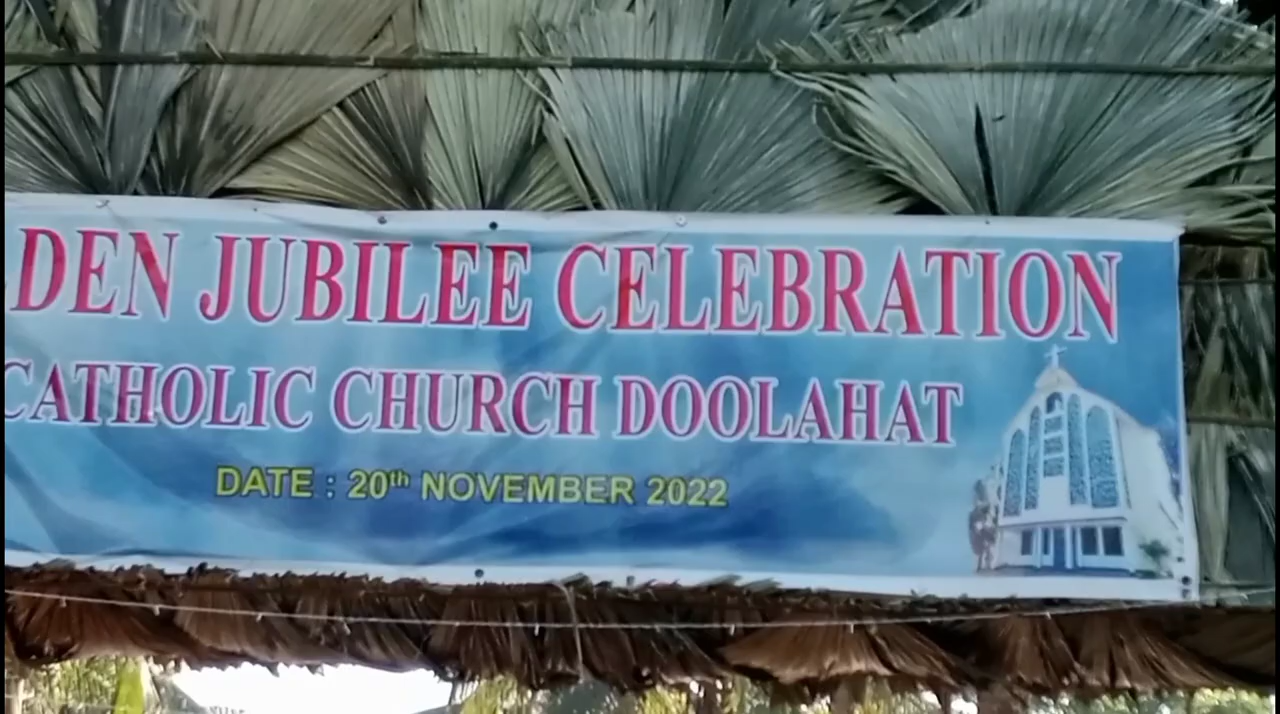 DEN JUBILEE CELEBRATION
CATHOLIC CHURCH DOOLAHAT
DATE : 20th NOVEMBER 2022